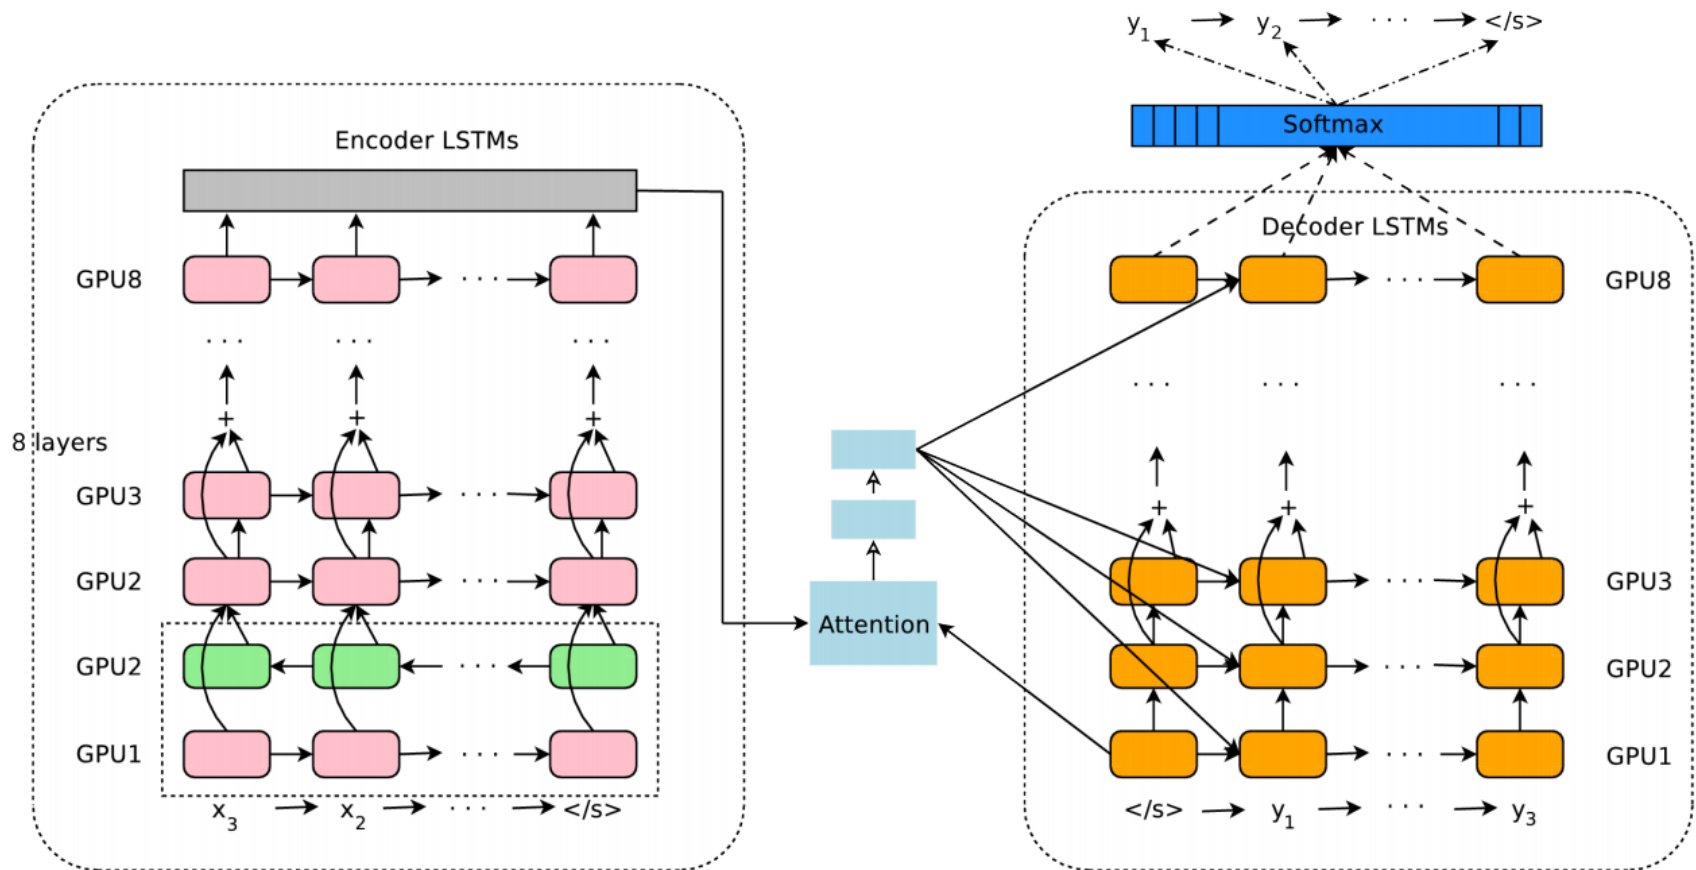 y₁ → y₂ → · · · → </s>
Softmax
Encoder LSTMs
Decoder LSTMs
GPU8
GPU8
· · · · · · · · ·
· · · · · · · · ·
+ + +
8 layers
GPU3
+ + +
GPU2
GPU3
Attention
GPU2
GPU2
GPU1
GPU1
x₃ → x₂ → · · · → </s>
</s> → y₁ → · · · → y₃